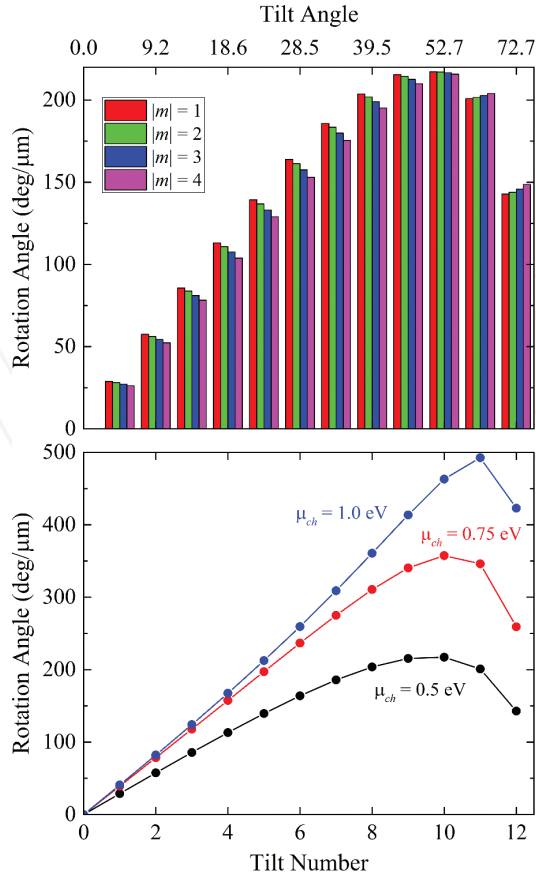 Tilt Angle
0.0 9.2 18.6 28.5 39.5 52.7 72.7
Rotation Angle (deg/μm)
200
150
100
50
0
|m| = 1
|m| = 2
|m| = 3
|m| = 4
Rotation Angle (deg/μm)
500
400
300
200
100
0
μch = 1.0 eV
μch = 0.75 eV
μch = 0.5 eV
0 2 4 6 8 10 12
Tilt Number